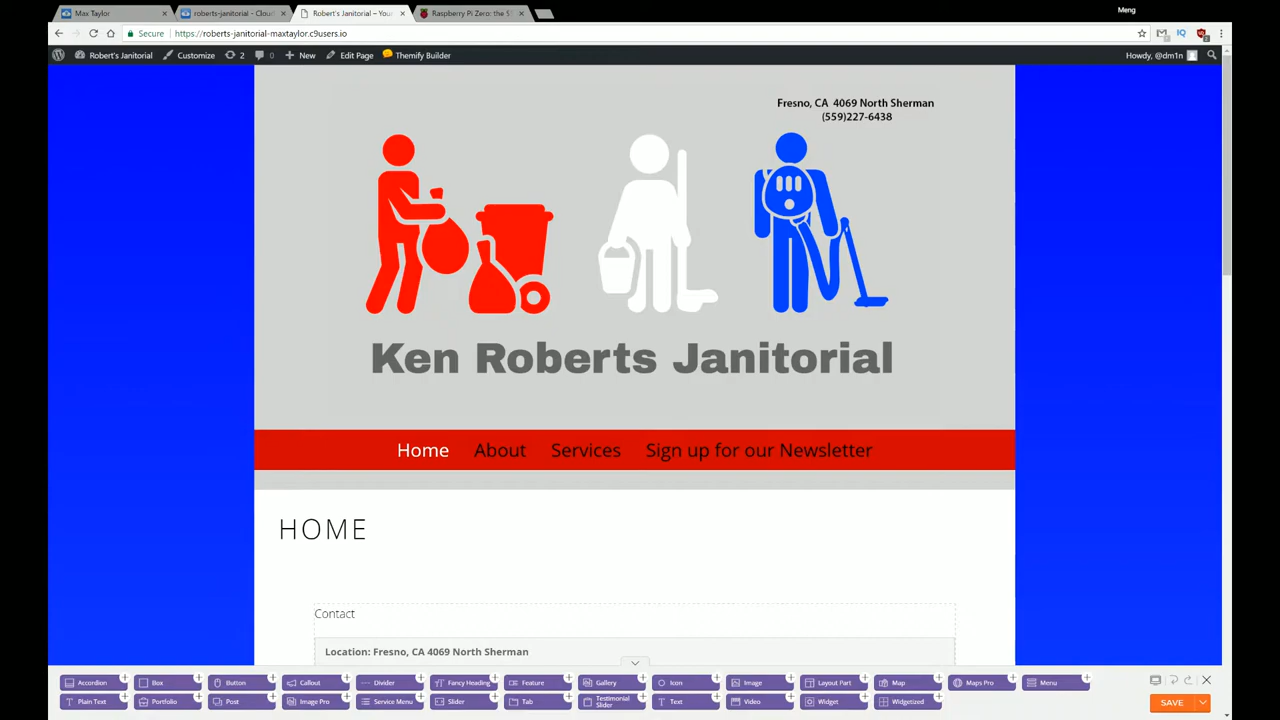 Meng
Max Taylor
roberts-janitorial - Cloud
Robert's Janitorial – Your
Raspberry Pi Zero: the $
Secure https://roberts-janitorial-maxtaylor.c9users.io
Robert's Janitorial Customize 2 0 New Edit Page Themify Builder Howdy, @dm1n
Fresno, CA 4069 North Sherman
(559)227-6438
Ken Roberts Janitorial
Home About Services Sign up for our Newsletter
HOME
Contact
Location: Fresno, CA 4069 North Sherman
Accordion Box Button Callout Divider Fancy Heading Feature Gallery Icon Image Layout Part Map Maps Pro Menu
Plain Text Portfolio Post Image Pro Service Menu Slider Tab Testimonial Slider Text Video Widget Widgetized
SAVE